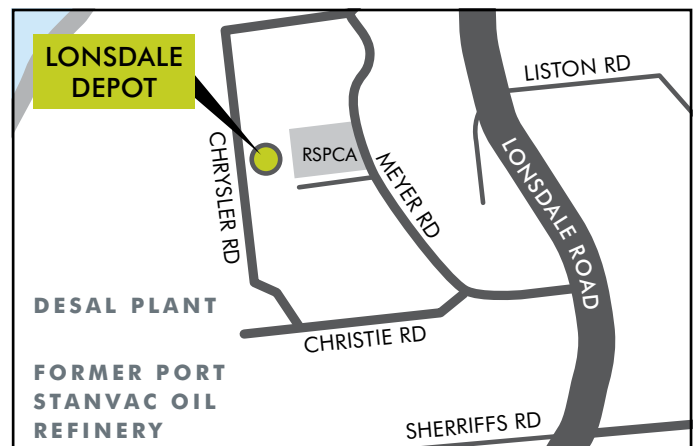 LONSDALE
DEPOT
LISTON RD
CHRYSLER RD
RSPCA
MEYER RD
LONSDALE ROAD
DESAL PLANT
CHRISTIE RD
FORMER PORT
STANVAC OIL
REFINERY
SHERRIFFS RD